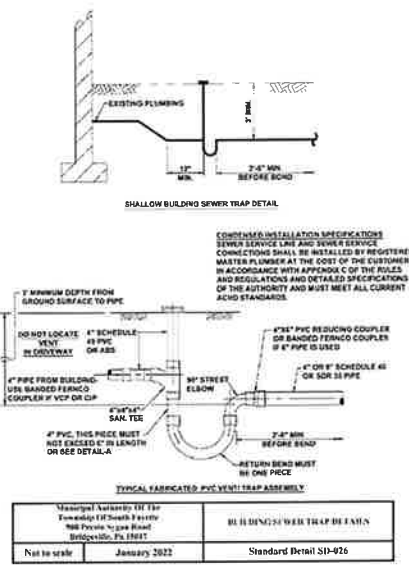 EXISTING PLUMBING
3' MIN.
12"
MIN.
2'-6" MIN
BEFORE BEND
SHALLOW BUILDING SEWER TRAP DETAIL
CONDENSED INSTALLATION SPECIFICATIONS
SEWER SERVICE LINE AND SEWER SERVICE
CONNECTIONS SHALL BE INSTALLED BY REGISTERED
MASTER PLUMBER AT THE COST OF THE CUSTOMER
IN ACCORDANCE WITH APPENDIX C OF THE RULES
AND REGULATIONS AND DETAILED SPECIFICATIONS
OF THE AUTHORITY AND MUST MEET ALL CURRENT
ACHD STANDARDS.
3' MINIMUM DEPTH FROM
GROUND SURFACE TO PIPE
DO NOT LOCATE
VENT
IN DRIVEWAY
4" SCHEDULE
40 PVC
OR ABS
4"X6" PVC REDUCING COUPLER
OR BANDED FERNCO COUPLER
IF 6" PIPE IS USED
4" PIPE FROM BUILDING-
USE BANDED FERNCO
COUPLER IF VCP OR CIP
90° STREET
ELBOW
4" OR 6" SCHEDULE 40
OR SDR 35 PIPE
4"x4"x4"
SAN. TEE
4" PVC, THIS PIECE MUST
NOT EXCEED 6" IN LENGTH
OR SEE DETAIL-A
2'-6" MIN
BEFORE BEND
RETURN BEND MUST
BE ONE PIECE
TYPICAL FABRICATED PVC VENT/ TRAP ASSEMBLY
Municipal Authority Of The
Township Of South Fayette
900 Presto Sygan Road
Bridgeville, Pa 15017
BUILDING SEWER TRAP DETAILS
Not to scale
January 2022
Standard Detail SD-026